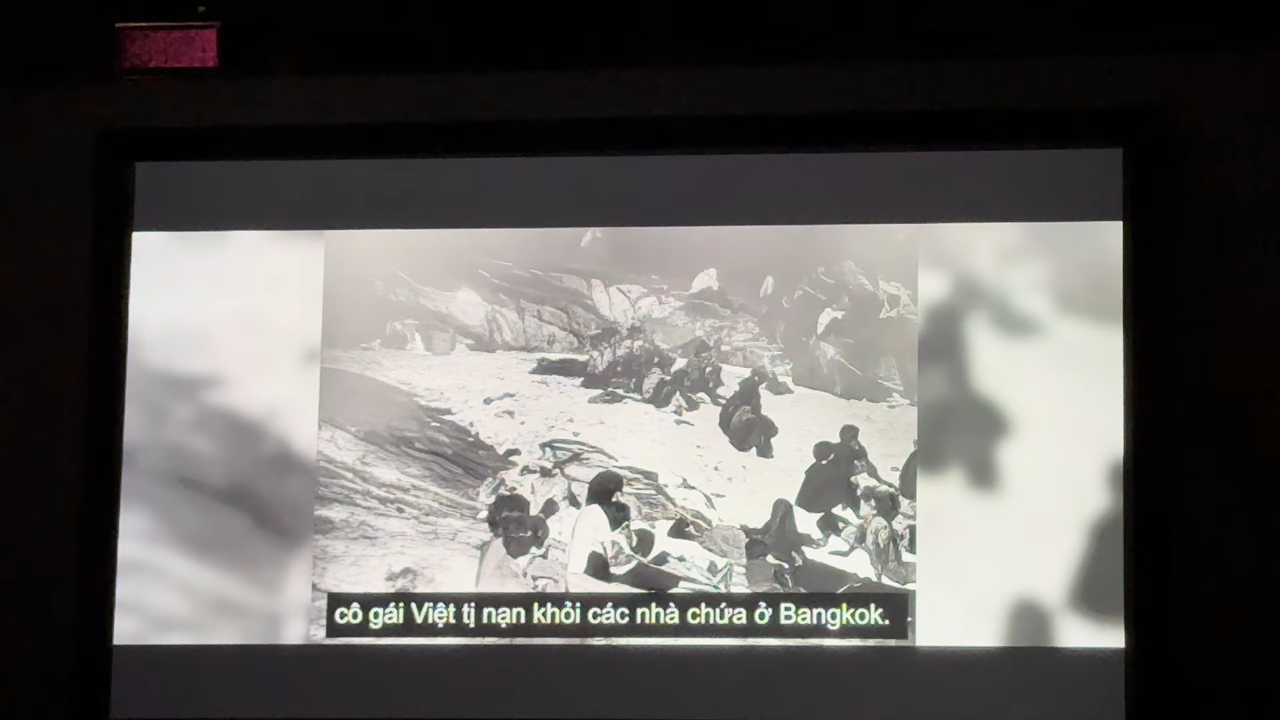 cô gái Việt tị nạn khỏi các nhà chứa ở Bangkok.